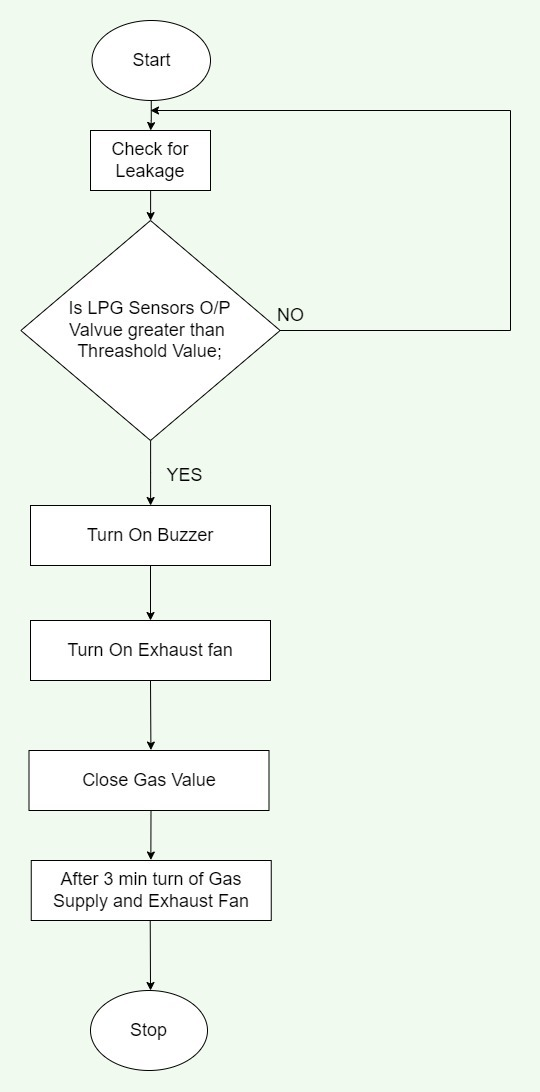 Start
Check for
Leakage
Is LPG Sensors O/P
Valvue greater than
Threashold Value;
NO
YES
Turn On Buzzer
Turn On Exhaust fan
Close Gas Value
After 3 min turn of Gas
Supply and Exhaust Fan
Stop